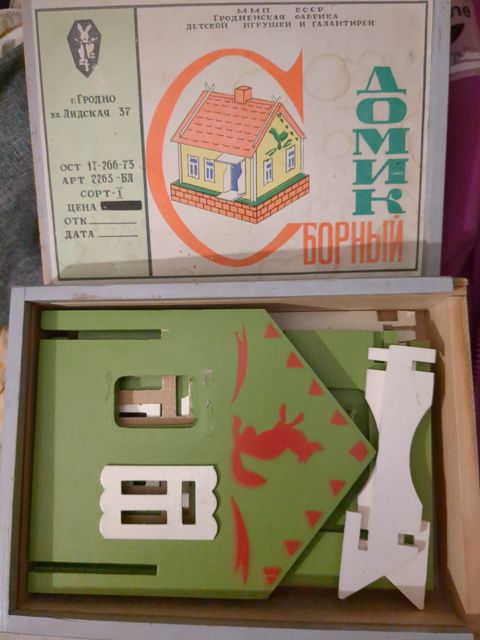 ММП БССР
ГРОДНЕНСКАЯ ФАБРИКА
ДЕТСКОЙ ИГРУШКИ И ГАЛАНТИРЕИ
г. ГРОДНО
ул. ЛИДСКАЯ 37
ОСТ 17-266-73
АРТ 2263-БЛ
СОРТ-I
ЦЕНА
ОТК
ДАТА
ДОМИК
СБОРНЫЙ